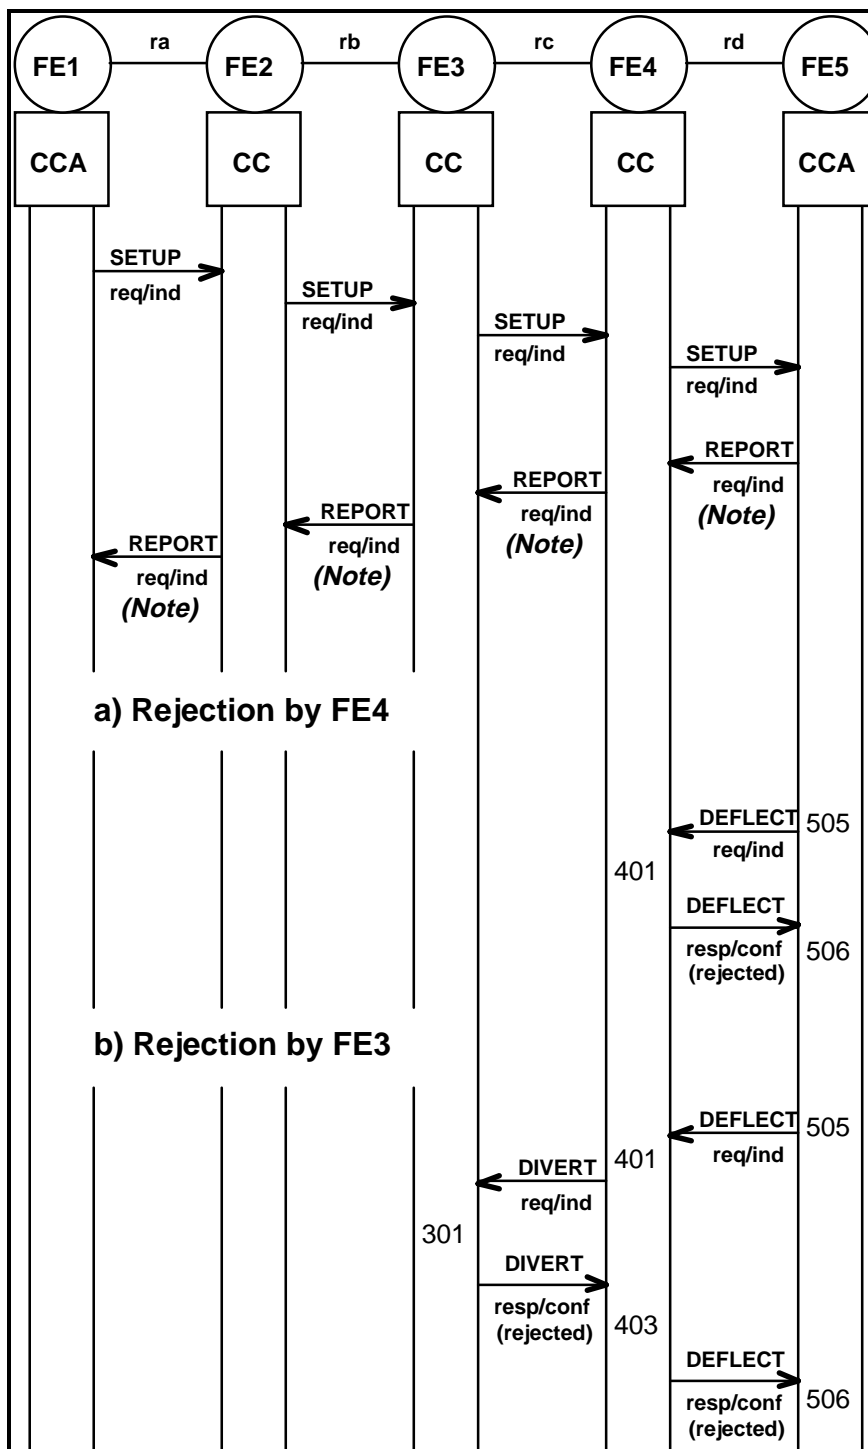 ra rb rc rd
FE1 FE2 FE3 FE4 FE5
CCA CC CC CC CCA
SETUP
req/ind
SETUP
req/ind
SETUP
req/ind
SETUP
req/ind
REPORT
req/ind
(Note)
REPORT
req/ind
(Note)
REPORT
req/ind
(Note)
REPORT
req/ind
(Note)
a) Rejection by FE4
DEFLECT 505
req/ind
401
DEFLECT
resp/conf 506
(rejected)
b) Rejection by FE3
DEFLECT 505
req/ind
401
DIVERT
req/ind
301
DIVERT
resp/conf
(rejected) 403
DEFLECT
resp/conf 506
(rejected)